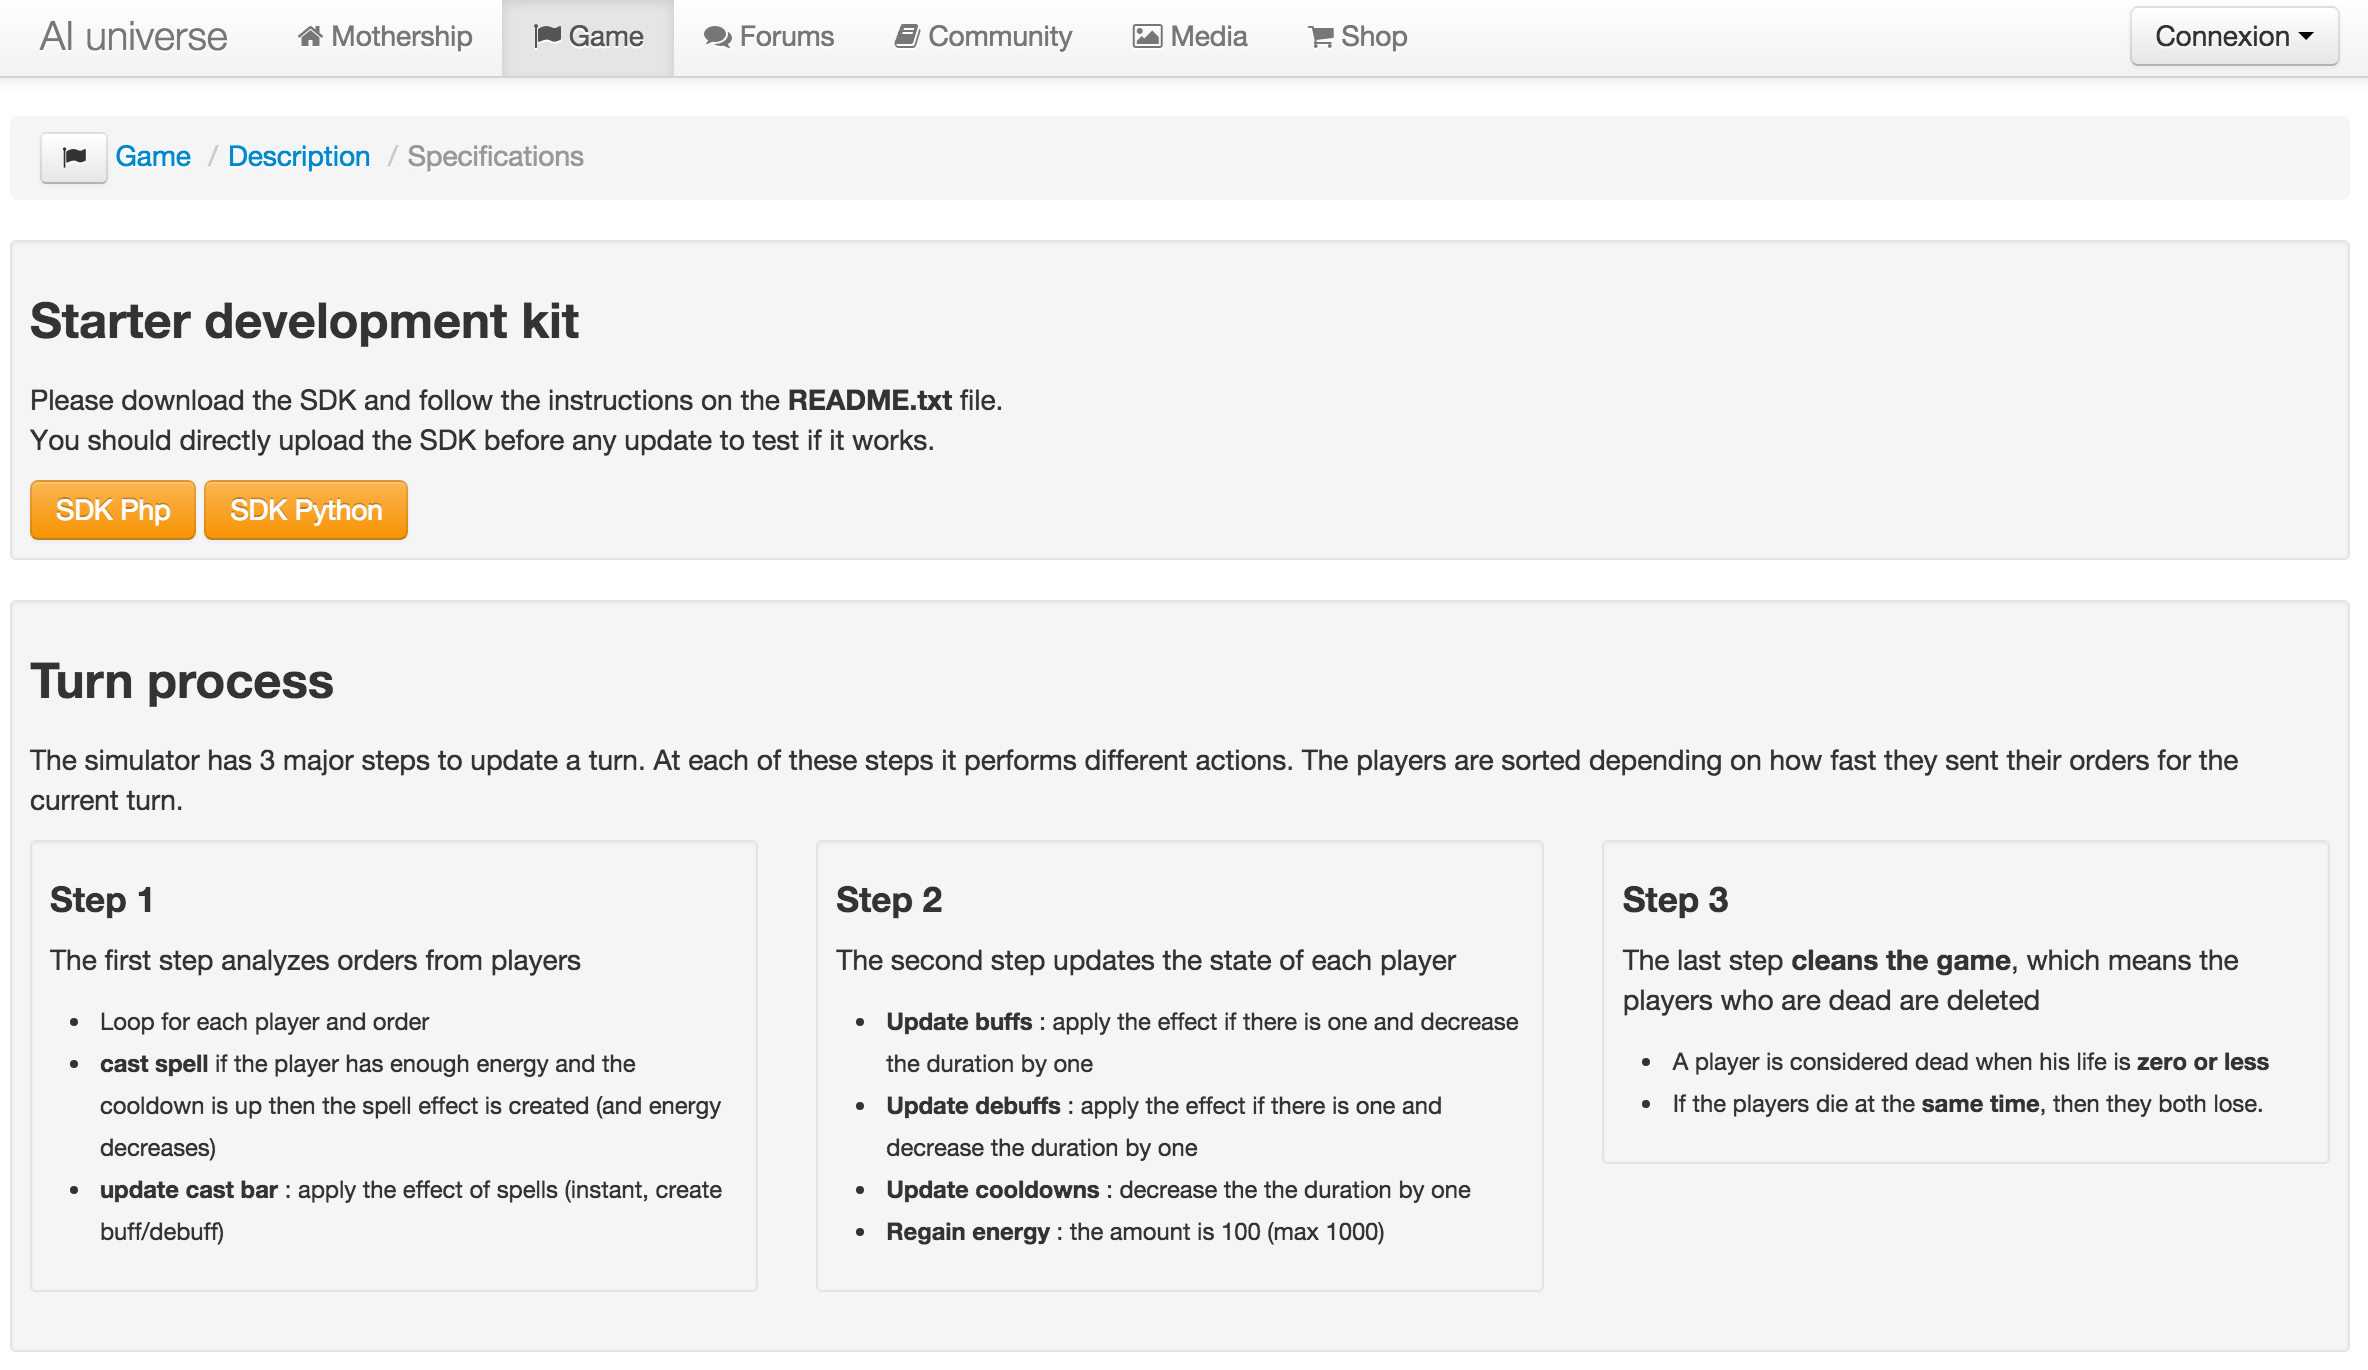 AI universe Mothership Game Forums Community Media Shop Connexion
Game / Description / Specifications
Starter development kit
Please download the SDK and follow the instructions on the README.txt file.
You should directly upload the SDK before any update to test if it works.
SDK Php SDK Python
Turn process
The simulator has 3 major steps to update a turn. At each of these steps it performs different actions. The players are sorted depending on how fast they sent their orders for the
current turn.
Step 1
The first step analyzes orders from players
• Loop for each player and order
• cast spell if the player has enough energy and the
cooldown is up then the spell effect is created (and energy
decreases)
• update cast bar : apply the effect of spells (instant, create
buff/debuff)
Step 2
The second step updates the state of each player
• Update buffs : apply the effect if there is one and decrease
the duration by one
• Update debuffs : apply the effect if there is one and
decrease the duration by one
• Update cooldowns : decrease the the duration by one
• Regain energy : the amount is 100 (max 1000)
Step 3
The last step cleans the game, which means the
players who are dead are deleted
• A player is considered dead when his life is zero or less
• If the players die at the same time, then they both lose.